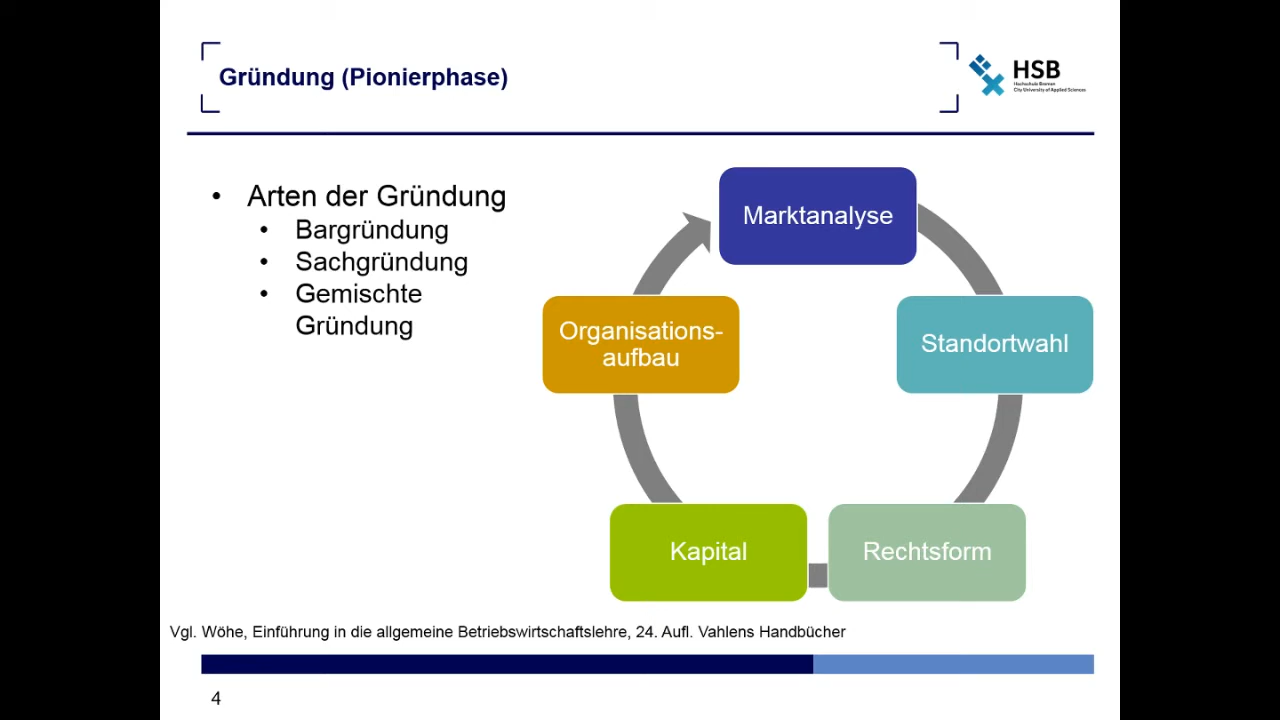 Gründung (Pionierphase)
HSB
Hochschule Bremen
City University of Applied Sciences
• Arten der Gründung
• Bargründung
• Sachgründung
• Gemischte
Gründung
Marktanalyse
Standortwahl
Rechtsform
Kapital
Organisations-
aufbau
Vgl. Wöhe, Einführung in die allgemeine Betriebswirtschaftslehre, 24. Aufl. Vahlens Handbücher
4